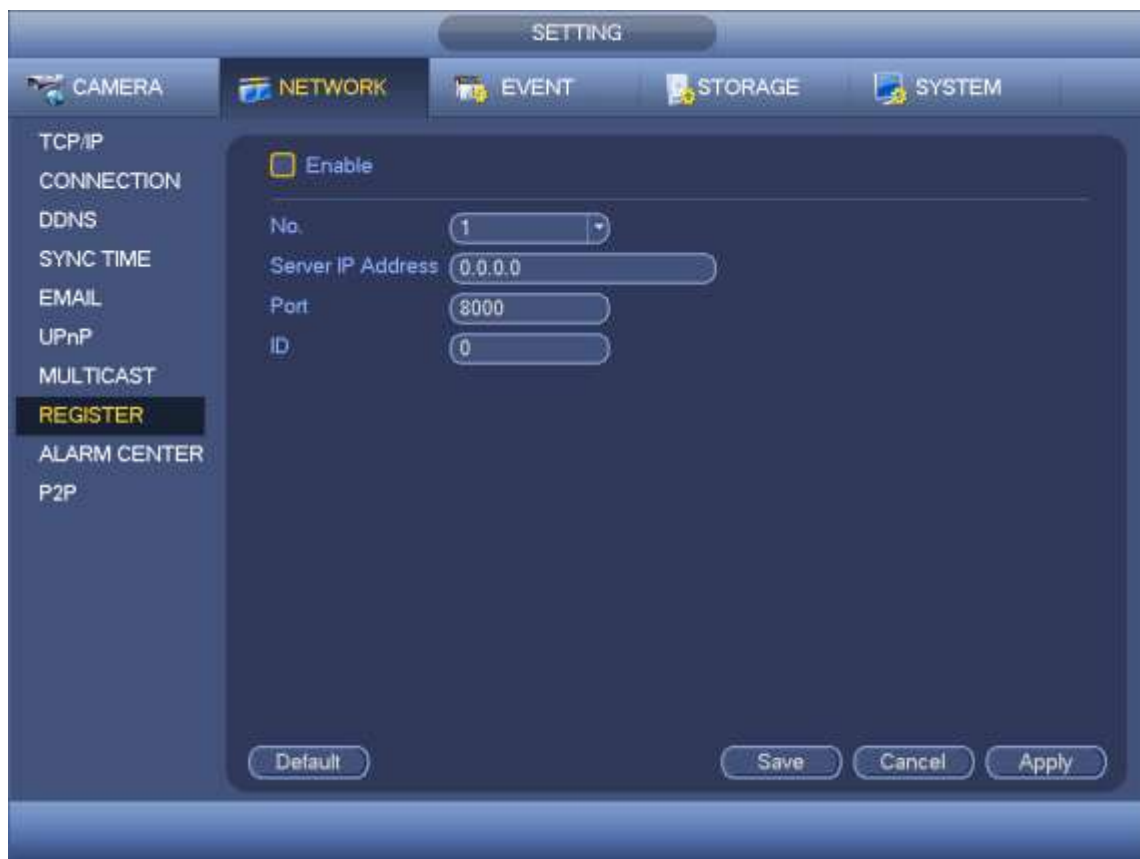 SETTING
CAMERA NETWORK EVENT STORAGE SYSTEM
TCP/IP
CONNECTION
DDNS
SYNC TIME
EMAIL
UPnP
MULTICAST
REGISTER
ALARM CENTER
P2P
Enable
No. 1
Server IP Address 0.0.0.0
Port 8000
ID 0
Default Save Cancel Apply